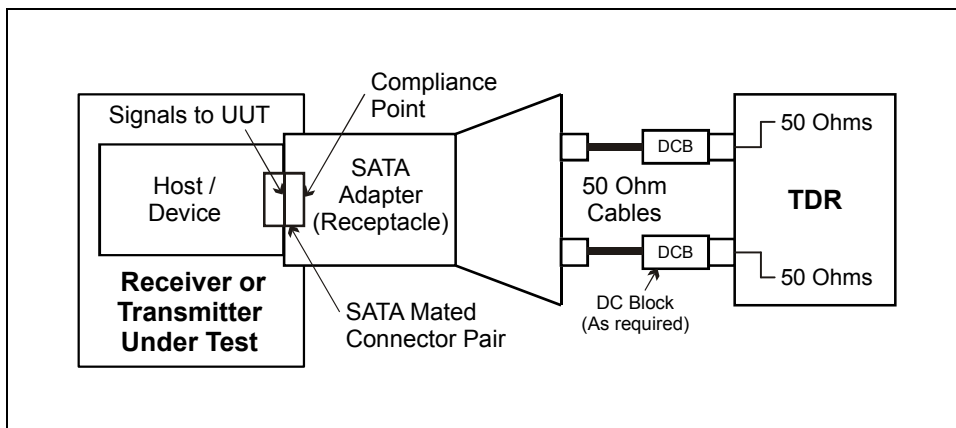 Compliance
Point
Signals to UUT
Host /
Device
SATA
Adapter
(Receptacle)
Receiver or
Transmitter
Under Test
SATA Mated
Connector Pair
DCB
50 Ohm
Cables
DCB
DC Block
(As required)
50 Ohms
TDR
50 Ohms